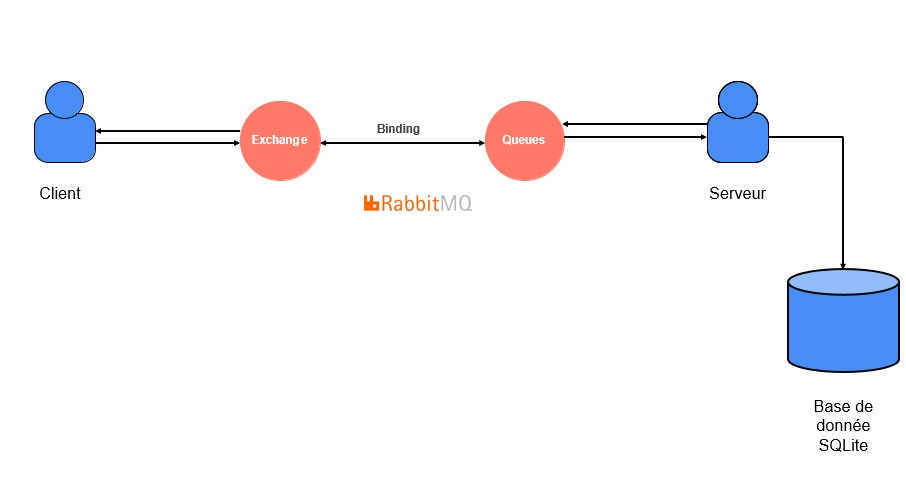 Binding
Exchange
Queues
Client
RabbitMQ
Serveur
Base de
donnée
SQLite